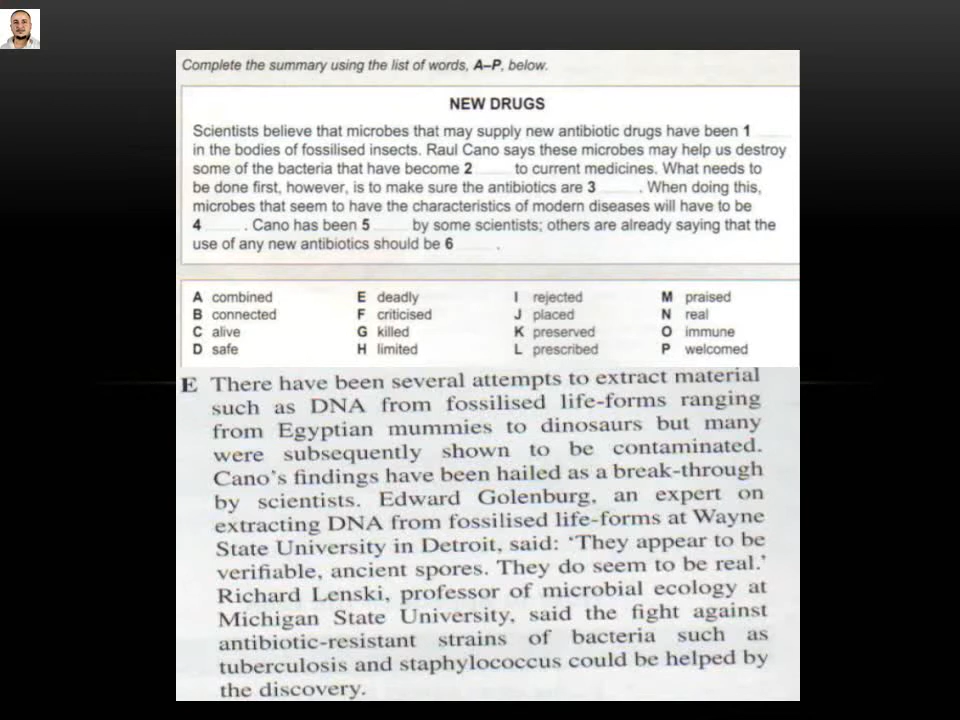 Complete the summary using the list of words, A–P, below.
NEW DRUGS
Scientists believe that microbes that may supply new antibiotic drugs have been 1
in the bodies of fossilised insects. Raul Cano says these microbes may help us destroy
some of the bacteria that have become 2 to current medicines. What needs to
be done first, however, is to make sure the antibiotics are 3 . When doing this,
microbes that seem to have the characteristics of modern diseases will have to be
4 . Cano has been 5 by some scientists; others are already saying that the
use of any new antibiotics should be 6 .
A combined E deadly I rejected M praised
B connected F criticised J placed N real
C alive G killed K preserved O immune
D safe H limited L prescribed P welcomed
E There have been several attempts to extract material
such as DNA from fossilised life-forms ranging
from Egyptian mummies to dinosaurs but many
were subsequently shown to be contaminated.
Cano's findings have been hailed as a break-through
by scientists. Edward Golenburg, an expert on
extracting DNA from fossilised life-forms at Wayne
State University in Detroit, said: 'They appear to be
verifiable, ancient spores. They do seem to be real.'
Richard Lenski, professor of microbial ecology at
Michigan State University, said the fight against
antibiotic-resistant strains of bacteria such as
tuberculosis and staphylococcus could be helped by
the discovery.